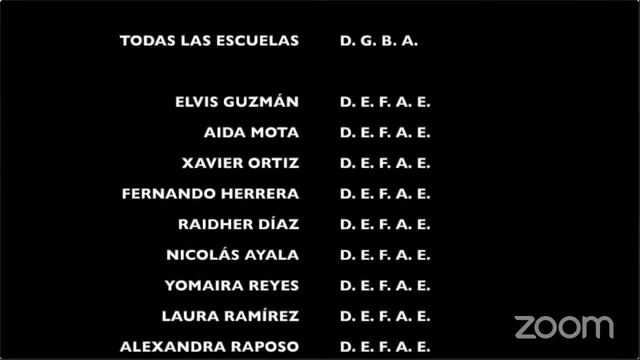 TODAS LAS ESCUELAS D. G. B. A.
ELVIS GUZMÁN D. E. F. A. E.
AIDA MOTA D. E. F. A. E.
XAVIER ORTIZ D. E. F. A. E.
FERNANDO HERRERA D. E. F. A. E.
RAIDHER DÍAZ D. E. F. A. E.
NICOLÁS AYALA D. E. F. A. E.
YOMAIRA REYES D. E. F. A. E.
LAURA RAMÍREZ D. E. F. A. E.
zoom
ALEXANDRA RAPOSO D. E. F. A. E.